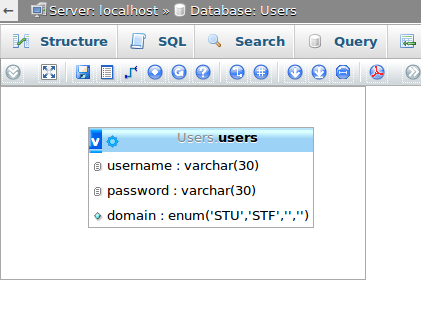 ← Server: localhost » Database: Users
Structure SQL Search Query
v Users.users
username : varchar(30)
password : varchar(30)
domain : enum('STU','STF','','')